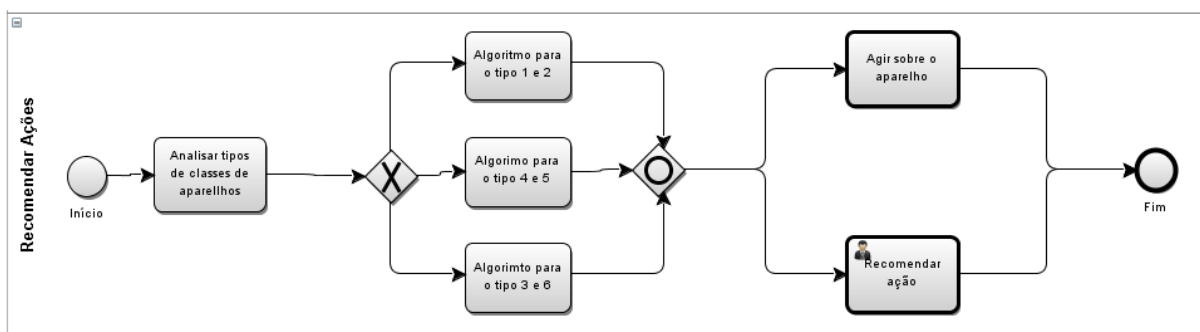 Recomendar Ações
Início
Analisar tipos
de classes de
aparellhos
Algoritmo para
o tipo 1 e 2
Algorimo para
o tipo 4 e 5
Algorimto para
o tipo 3 e 6
Agir sobre o
aparelho
Recomendar
ação
Fim